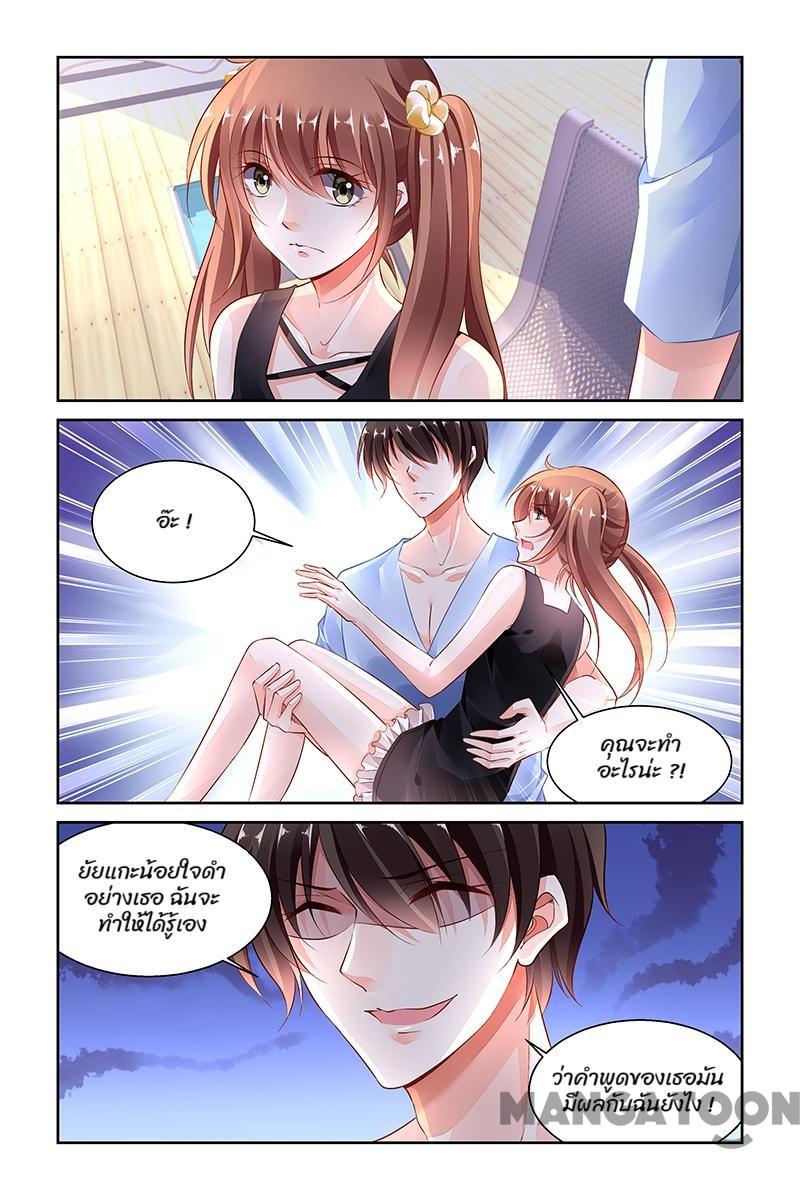 อ๊ะ !
คุณจะทำ
อะไรน่ะ ?!
ยัยแกะน้อยใจดำ
อย่างเธอ ฉันจะ
ทำให้ได้รู้เอง
ว่าคำพูดของเธอมัน
มีผลกับฉันยังไง !
MANGATOON